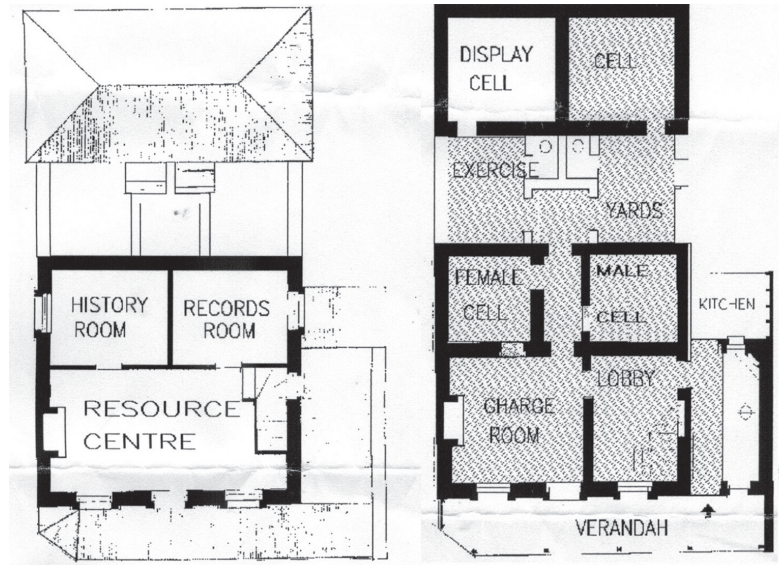 HISTORY
ROOM
RECORDS
ROOM
RESOURCE
CENTRE
DISPLAY
CELL
CELL
EXERCISE
YARDS
FEMALE
CELL
MALE
CELL
KITCHEN
LOBBY
CHARGE
ROOM
VERANDAH